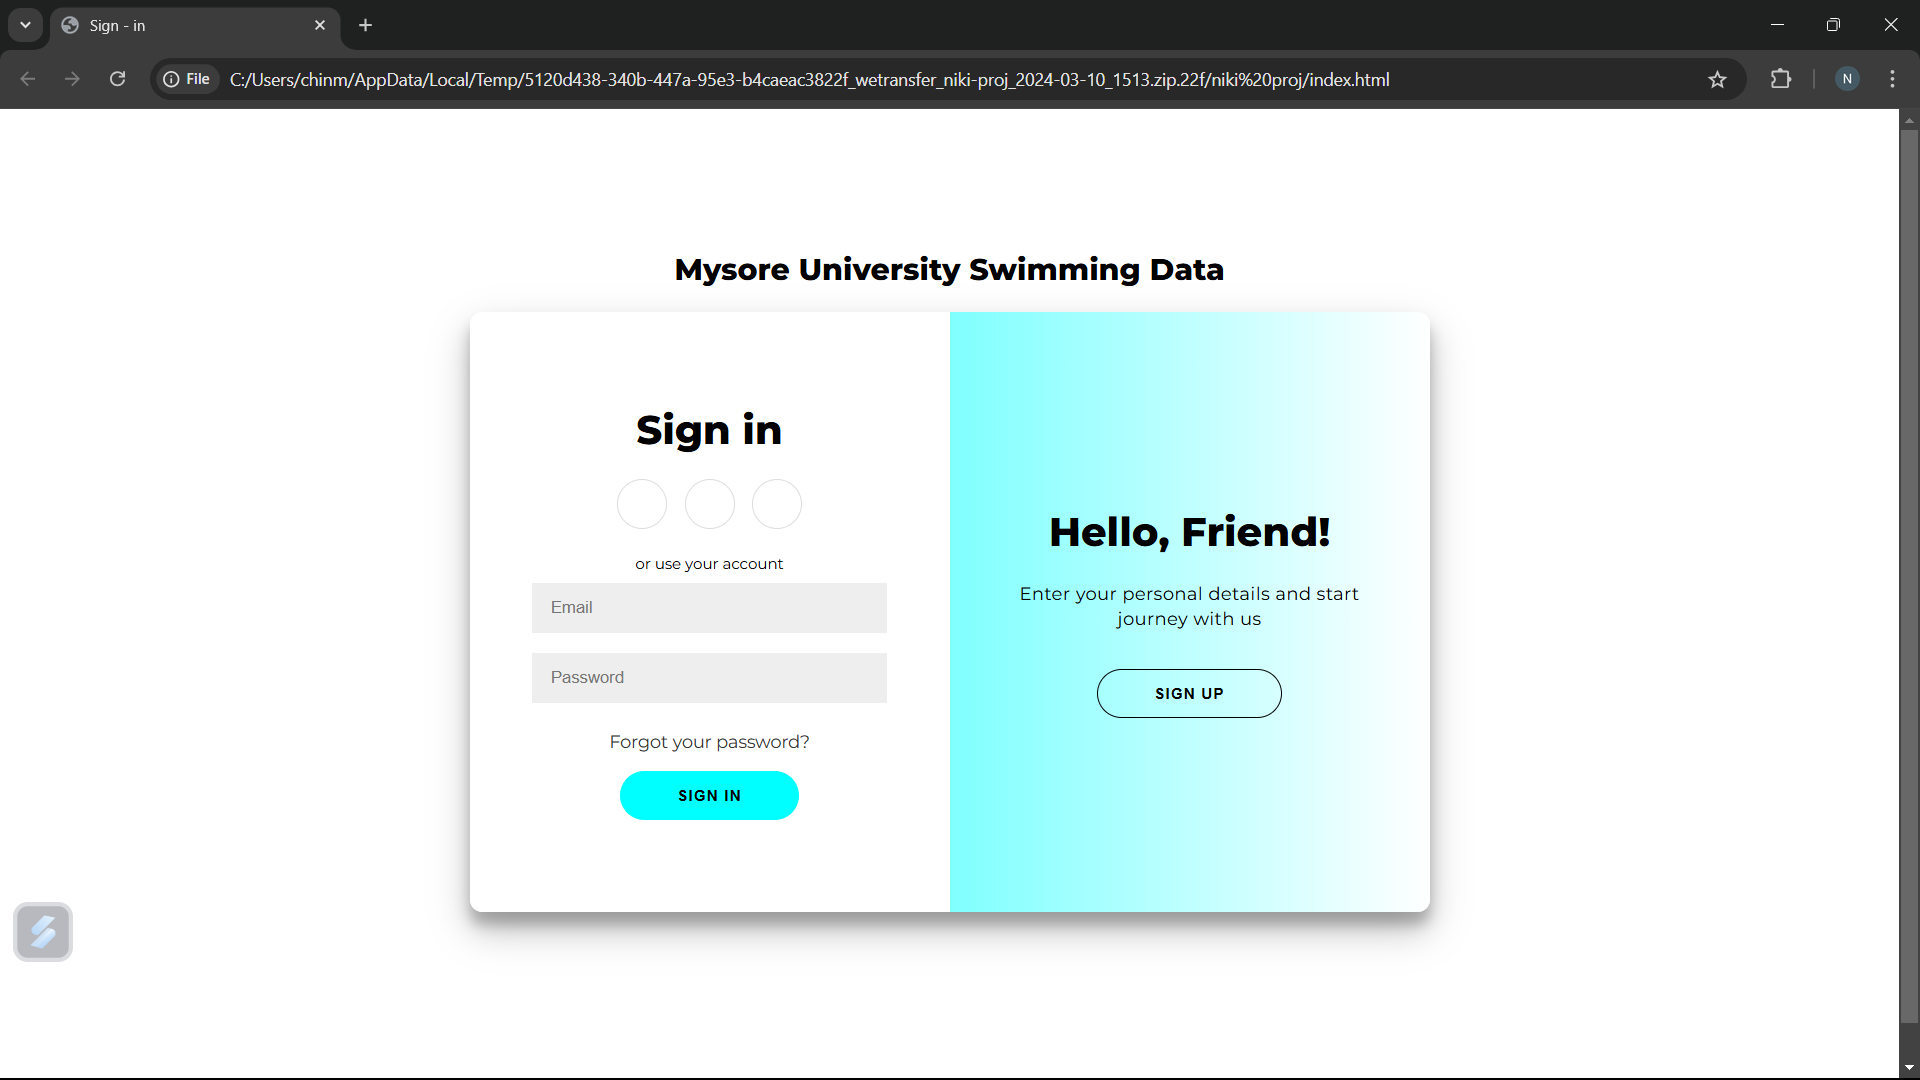 Sign - in
File
C:/Users/chinm/AppData/Local/Temp/5120d438-340b-447a-95e3-b4caeac3822f_wetransfer_niki-proj_2024-03-10_1513.zip.22f/niki%20proj/index.html
N
Mysore University Swimming Data
Sign in
or use your account
Email
Password
Forgot your password?
SIGN IN
Hello, Friend!
Enter your personal details and start
journey with us
SIGN UP